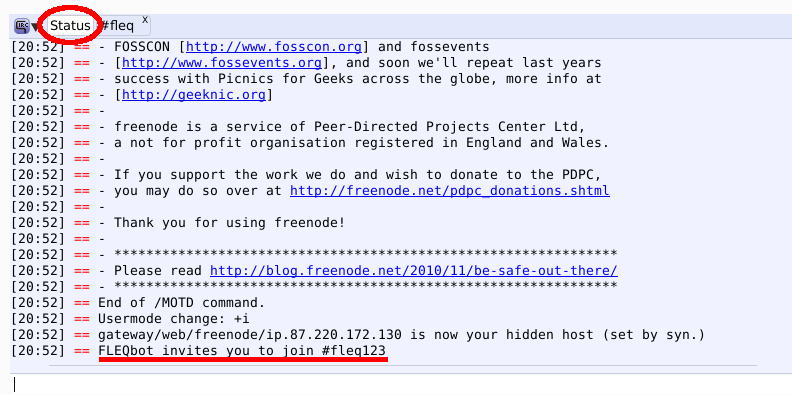 IRC Status #fleq x
[20:52] == - FOSSCON [http://www.fosscon.org] and fossevents
[20:52] == - [http://www.fossevents.org], and soon we'll repeat last years
[20:52] == - success with Picnics for Geeks across the globe, more info at
[20:52] == - [http://geeknic.org]
[20:52] == -
[20:52] == - freenode is a service of Peer-Directed Projects Center Ltd,
[20:52] == - a not for profit organisation registered in England and Wales.
[20:52] == -
[20:52] == - If you support the work we do and wish to donate to the PDPC,
[20:52] == - you may do so over at http://freenode.net/pdpc_donations.shtml
[20:52] == -
[20:52] == - Thank you for using freenode!
[20:52] == -
[20:52] == - ***************************************************************
[20:52] == - Please read http://blog.freenode.net/2010/11/be-safe-out-there/
[20:52] == - ***************************************************************
[20:52] == End of /MOTD command.
[20:52] == Usermode change: +i
[20:52] == gateway/web/freenode/ip.87.220.172.130 is now your hidden host (set by syn.)
[20:52] == FLEQbot invites you to join #fleq123